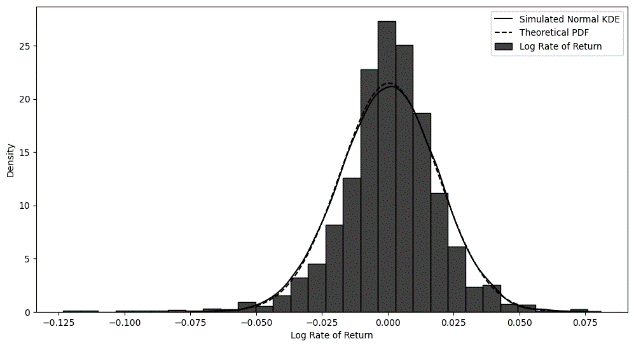 Simulated Normal KDE
Theoretical PDF
Log Rate of Return
25
20
15
10
5
0
Density
−0.125 −0.100 −0.075 −0.050 −0.025 0.000 0.025 0.050 0.075
Log Rate of Return